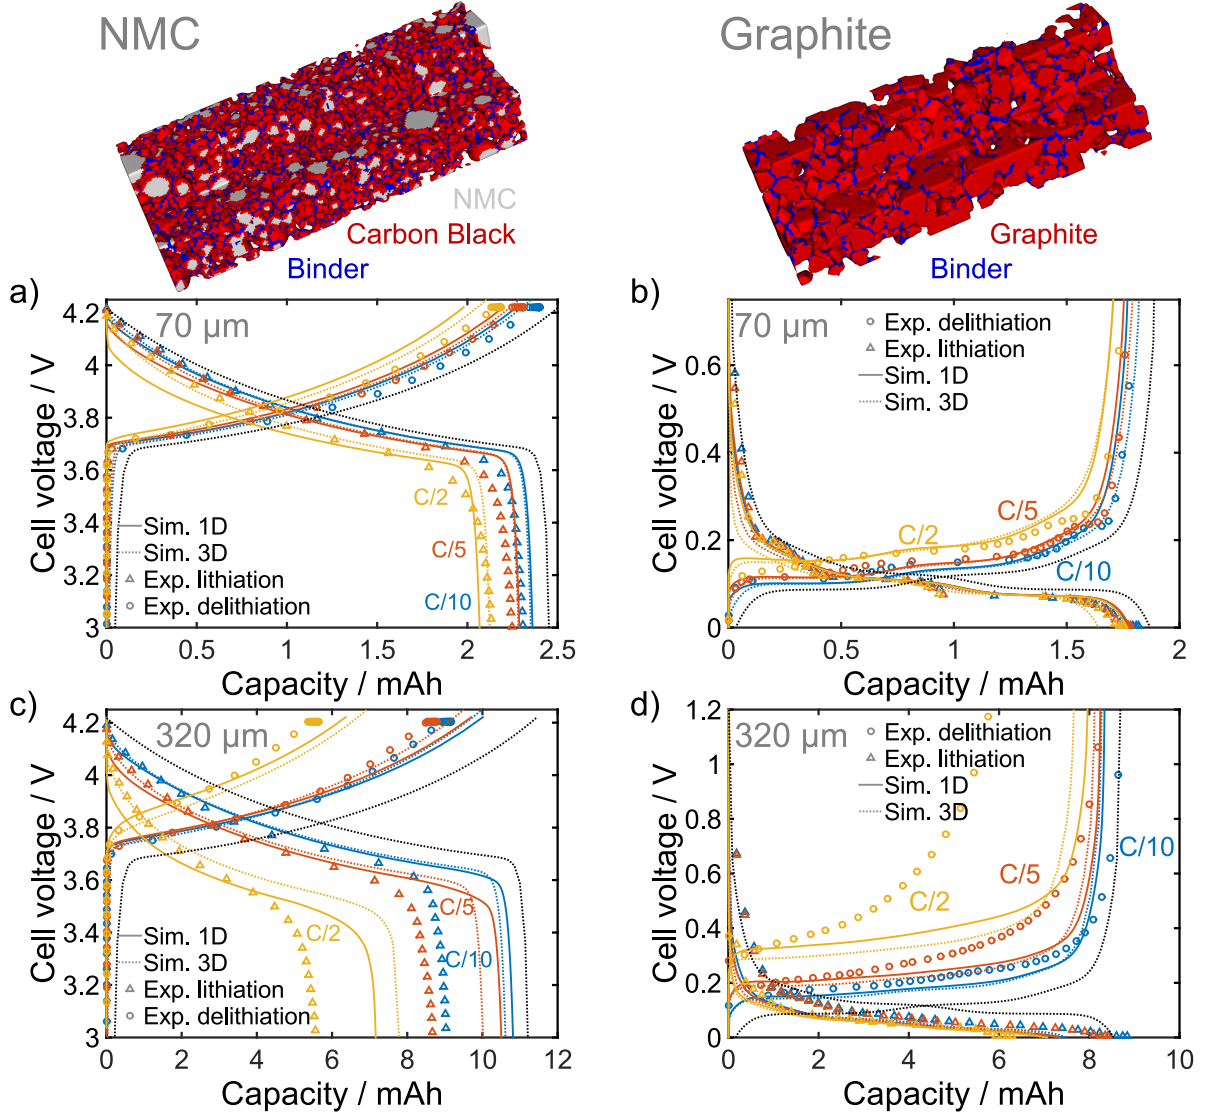 NMC
Graphite
NMC
Carbon Black
Binder
Graphite
Binder
a)
70 μm
4.2
4
3.8
3.6
3.4
3.2
3
Cell voltage / V
C/2
C/5
C/10
Sim. 1D
Sim. 3D
Exp. lithiation
Exp. delithiation
0 0.5 1 1.5 2 2.5
Capacity / mAh
b)
70 μm
0.6
0.4
0.2
0
Cell voltage / V
Exp. delithiation
Exp. lithiation
Sim. 1D
Sim. 3D
C/5
C/2
C/10
0 0.5 1 1.5 2
Capacity / mAh
c)
320 μm
4.2
4
3.8
3.6
3.4
3.2
3
Cell voltage / V
C/2
C/5
C/10
Sim. 1D
Sim. 3D
Exp. lithiation
Exp. delithiation
0 2 4 6 8 10 12
Capacity / mAh
d)
320 μm
1.2
1
0.8
0.6
0.4
0.2
0
Cell voltage / V
Exp. delithiation
Exp. lithiation
Sim. 1D
Sim. 3D
C/10
C/5
C/2
0 2 4 6 8 10
Capacity / mAh